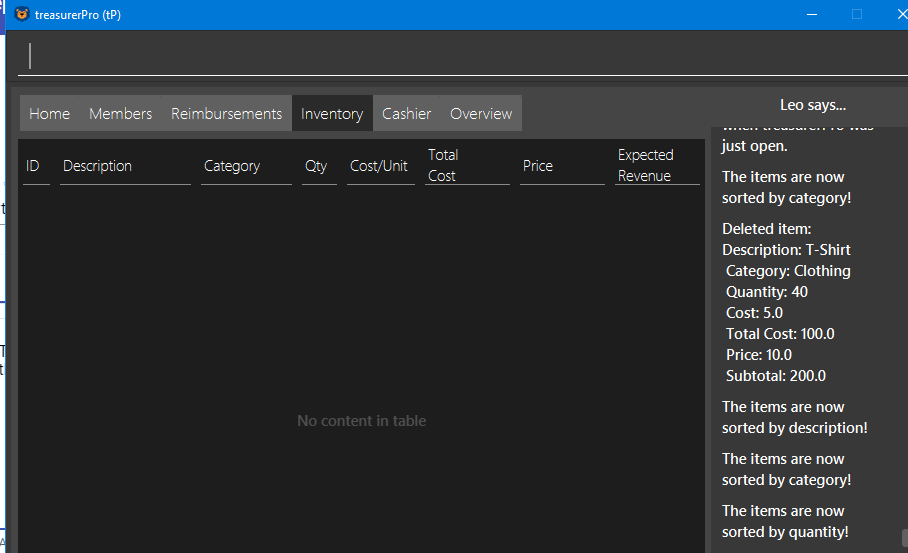 treasurerPro (tP)
Home Members Reimbursements Inventory Cashier Overview
ID Description Category Qty Cost/Unit Total Cost Price Expected Revenue
No content in table
Leo says...
just open.
The items are now
sorted by category!
Deleted item:
Description: T-Shirt
Category: Clothing
Quantity: 40
Cost: 5.0
Total Cost: 100.0
Price: 10.0
Subtotal: 200.0
The items are now
sorted by description!
The items are now
sorted by category!
The items are now
sorted by quantity!